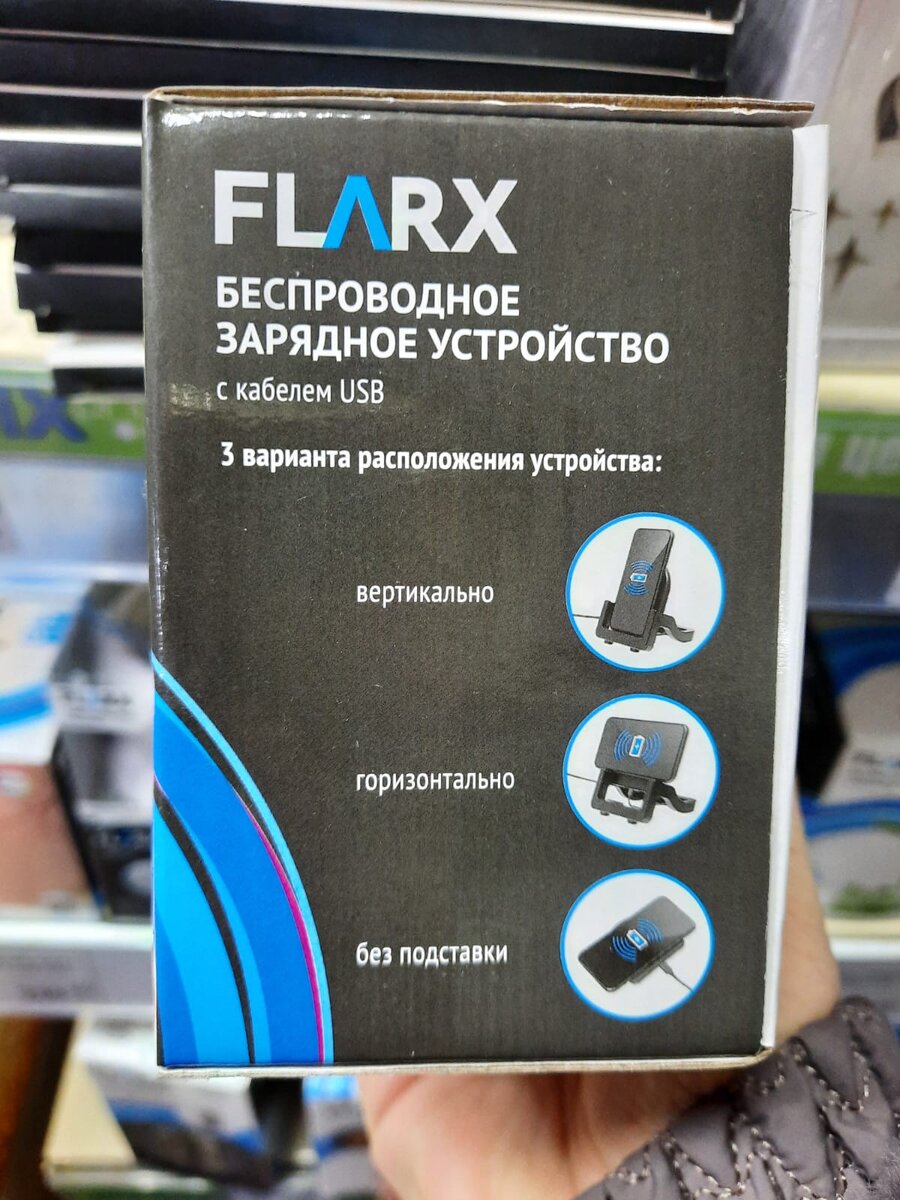 FLARX
БЕСПРОВОДНОЕ
ЗАРЯДНОЕ УСТРОЙСТВО
с кабелем USB
3 варианта расположения устройства:
вертикально
горизонтально
без подставки